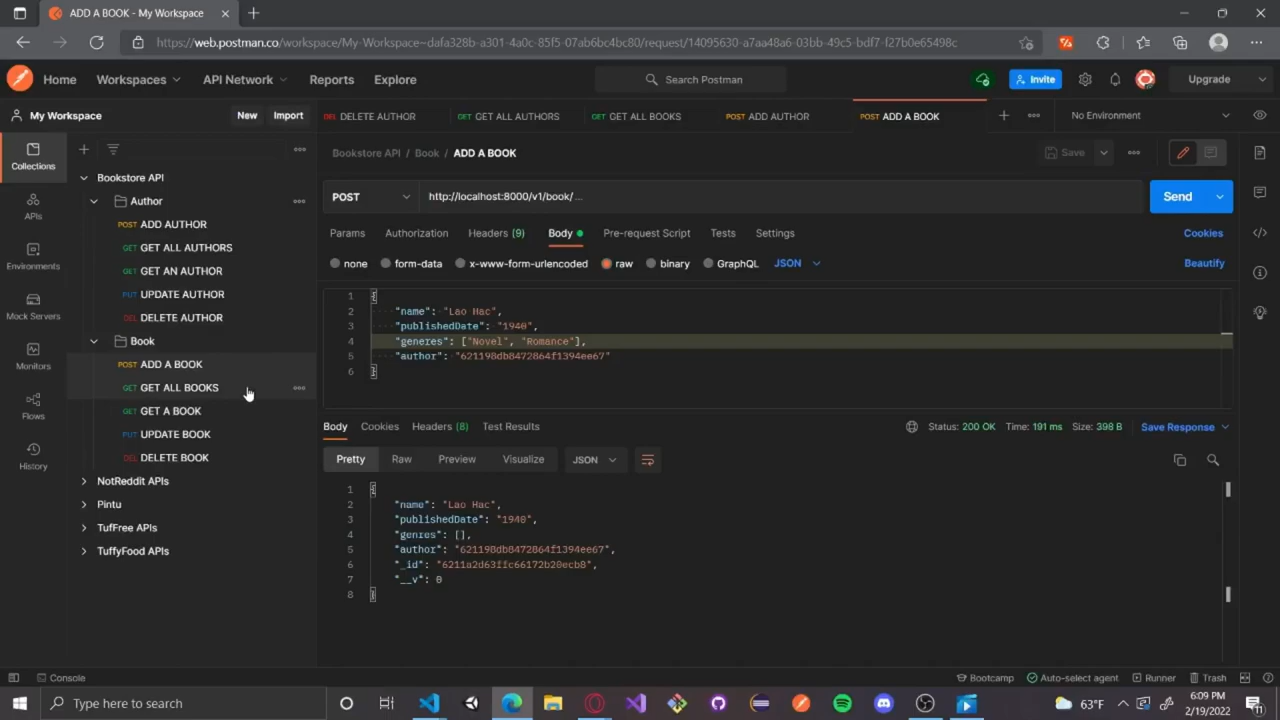 ADD A BOOK - My Workspace
https://web.postman.co/workspace/My-Workspace~dafa328b-a301-4a0c-85f5-07ab6bc4bc80/request/14095630-a7aa48a6-03bb-49c5-bdf7-f27b0e65498c
Home Workspaces API Network Reports Explore Search Postman Invite Upgrade
My Workspace New Import DEL DELETE AUTHOR GET GET ALL AUTHORS GET GET ALL BOOKS POST ADD AUTHOR POST ADD A BOOK No Environment
Collections
APIs
Environments
Mock Servers
Monitors
Flows
History
Bookstore API
Author
POST ADD AUTHOR
GET GET ALL AUTHORS
GET GET AN AUTHOR
PUT UPDATE AUTHOR
DEL DELETE AUTHOR
Book
POST ADD A BOOK
GET GET ALL BOOKS
GET GET A BOOK
PUT UPDATE BOOK
DEL DELETE BOOK
NotReddit APIs
Pintu
TufFree APIs
TuffyFood APIs
Bookstore API / Book / ADD A BOOK Save
POST http://localhost:8000/v1/book/ ... Send
Params Authorization Headers (9) Body Pre-request Script Tests Settings Cookies
none form-data x-www-form-urlencoded raw binary GraphQL JSON Beautify
1 {
2 "name": "Lao Hac",
3 "publishedDate": "1940",
4 "generes": ["Novel", "Romance"],
5 "author": "621198db8472864f1394ee67"
6 }
Body Cookies Headers (8) Test Results Status: 200 OK Time: 191 ms Size: 398 B Save Response
Pretty Raw Preview Visualize JSON
1 {
2 "name": "Lao Hac",
3 "publishedDate": "1940",
4 "genres": [],
5 "author": "621198db8472864f1394ee67",
6 "_id": "6211a2d63ffc66172b20ecb8",
7 "__v": 0
8 }
Console Bootcamp Auto-select agent Runner Trash
Type here to search 63°F 6:09 PM
2/19/2022